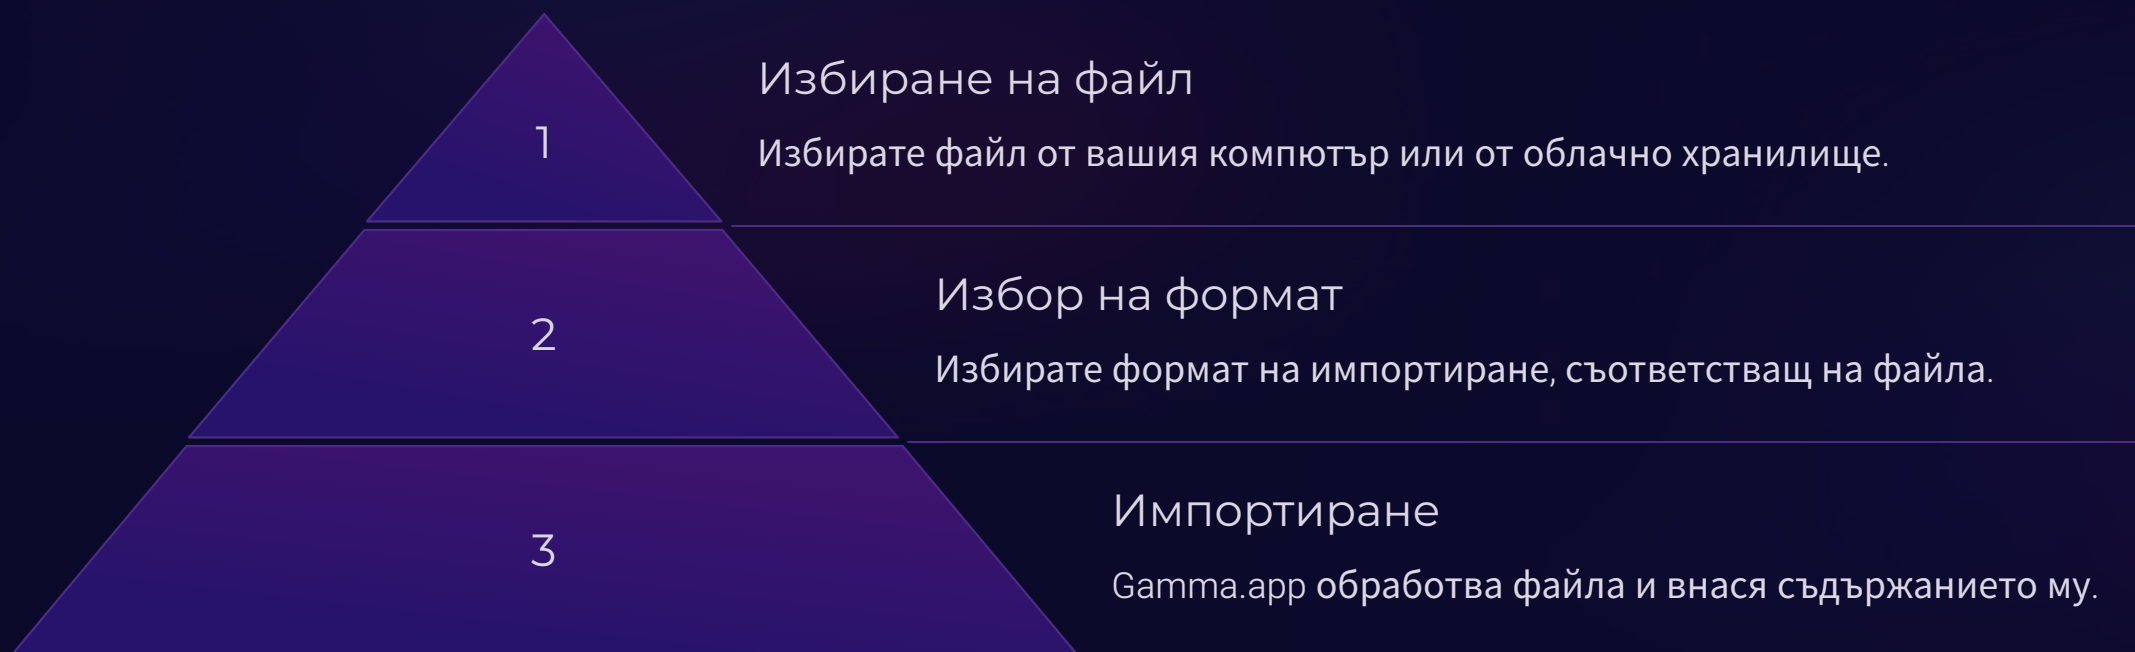 1
Избиране на файл
Избирате файл от вашия компютър или от облачно хранилище.
2
Избор на формат
Избирате формат на импортиране, съответстващ на файла.
3
Импортиране
Gamma.app обработва файла и внася съдържанието му.